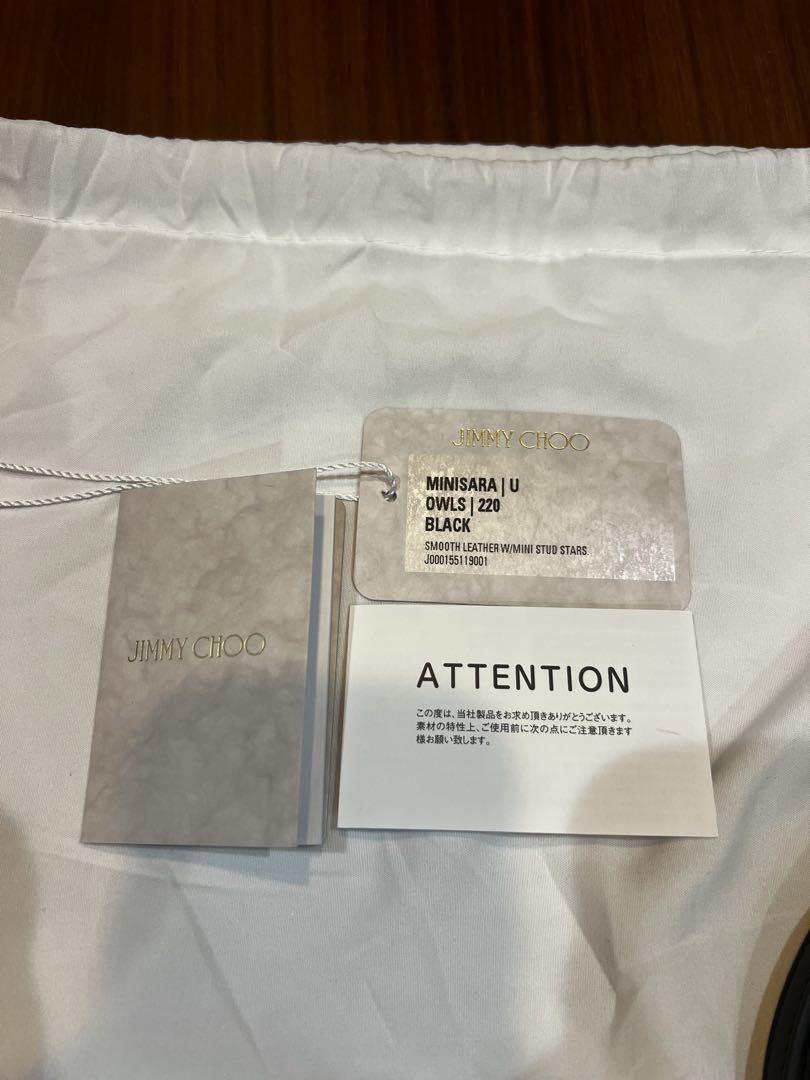 JIMMY CHOO
MINISARA | U
OWLS | 220
BLACK
SMOOTH LEATHER W/MINI STUD STARS.
J000155119001
JIMMY CHOO
ATTENTION
この度は、当社製品をお求め頂きありがとうございます。
素材の特性上、ご使用前に次の点にご注意頂きます
様お願い致します。